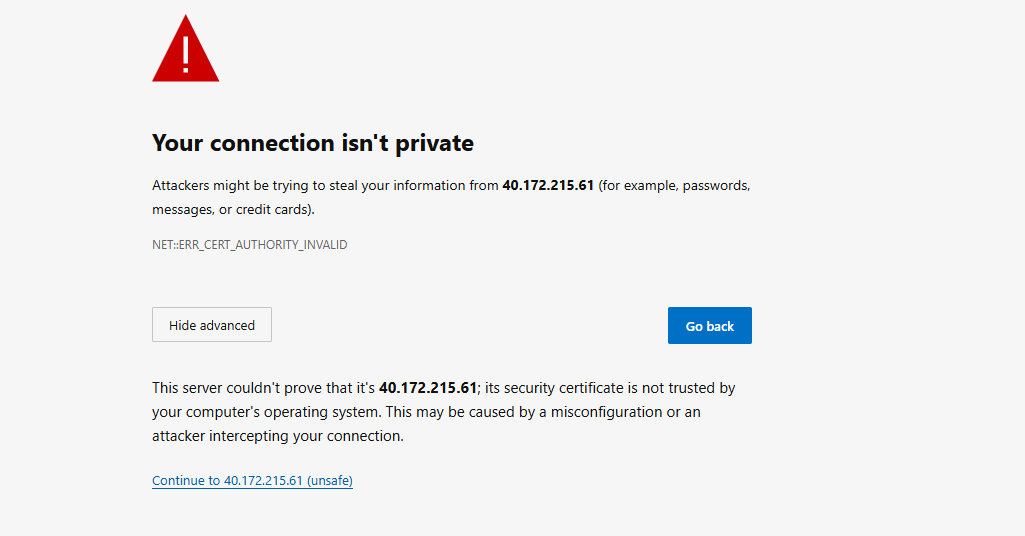 Your connection isn't private
Attackers might be trying to steal your information from 40.172.215.61 (for example, passwords,
messages, or credit cards).
NET::ERR_CERT_AUTHORITY_INVALID
Hide advanced
Go back
This server couldn't prove that it's 40.172.215.61; its security certificate is not trusted by
your computer's operating system. This may be caused by a misconfiguration or an
attacker intercepting your connection.
Continue to 40.172.215.61 (unsafe)